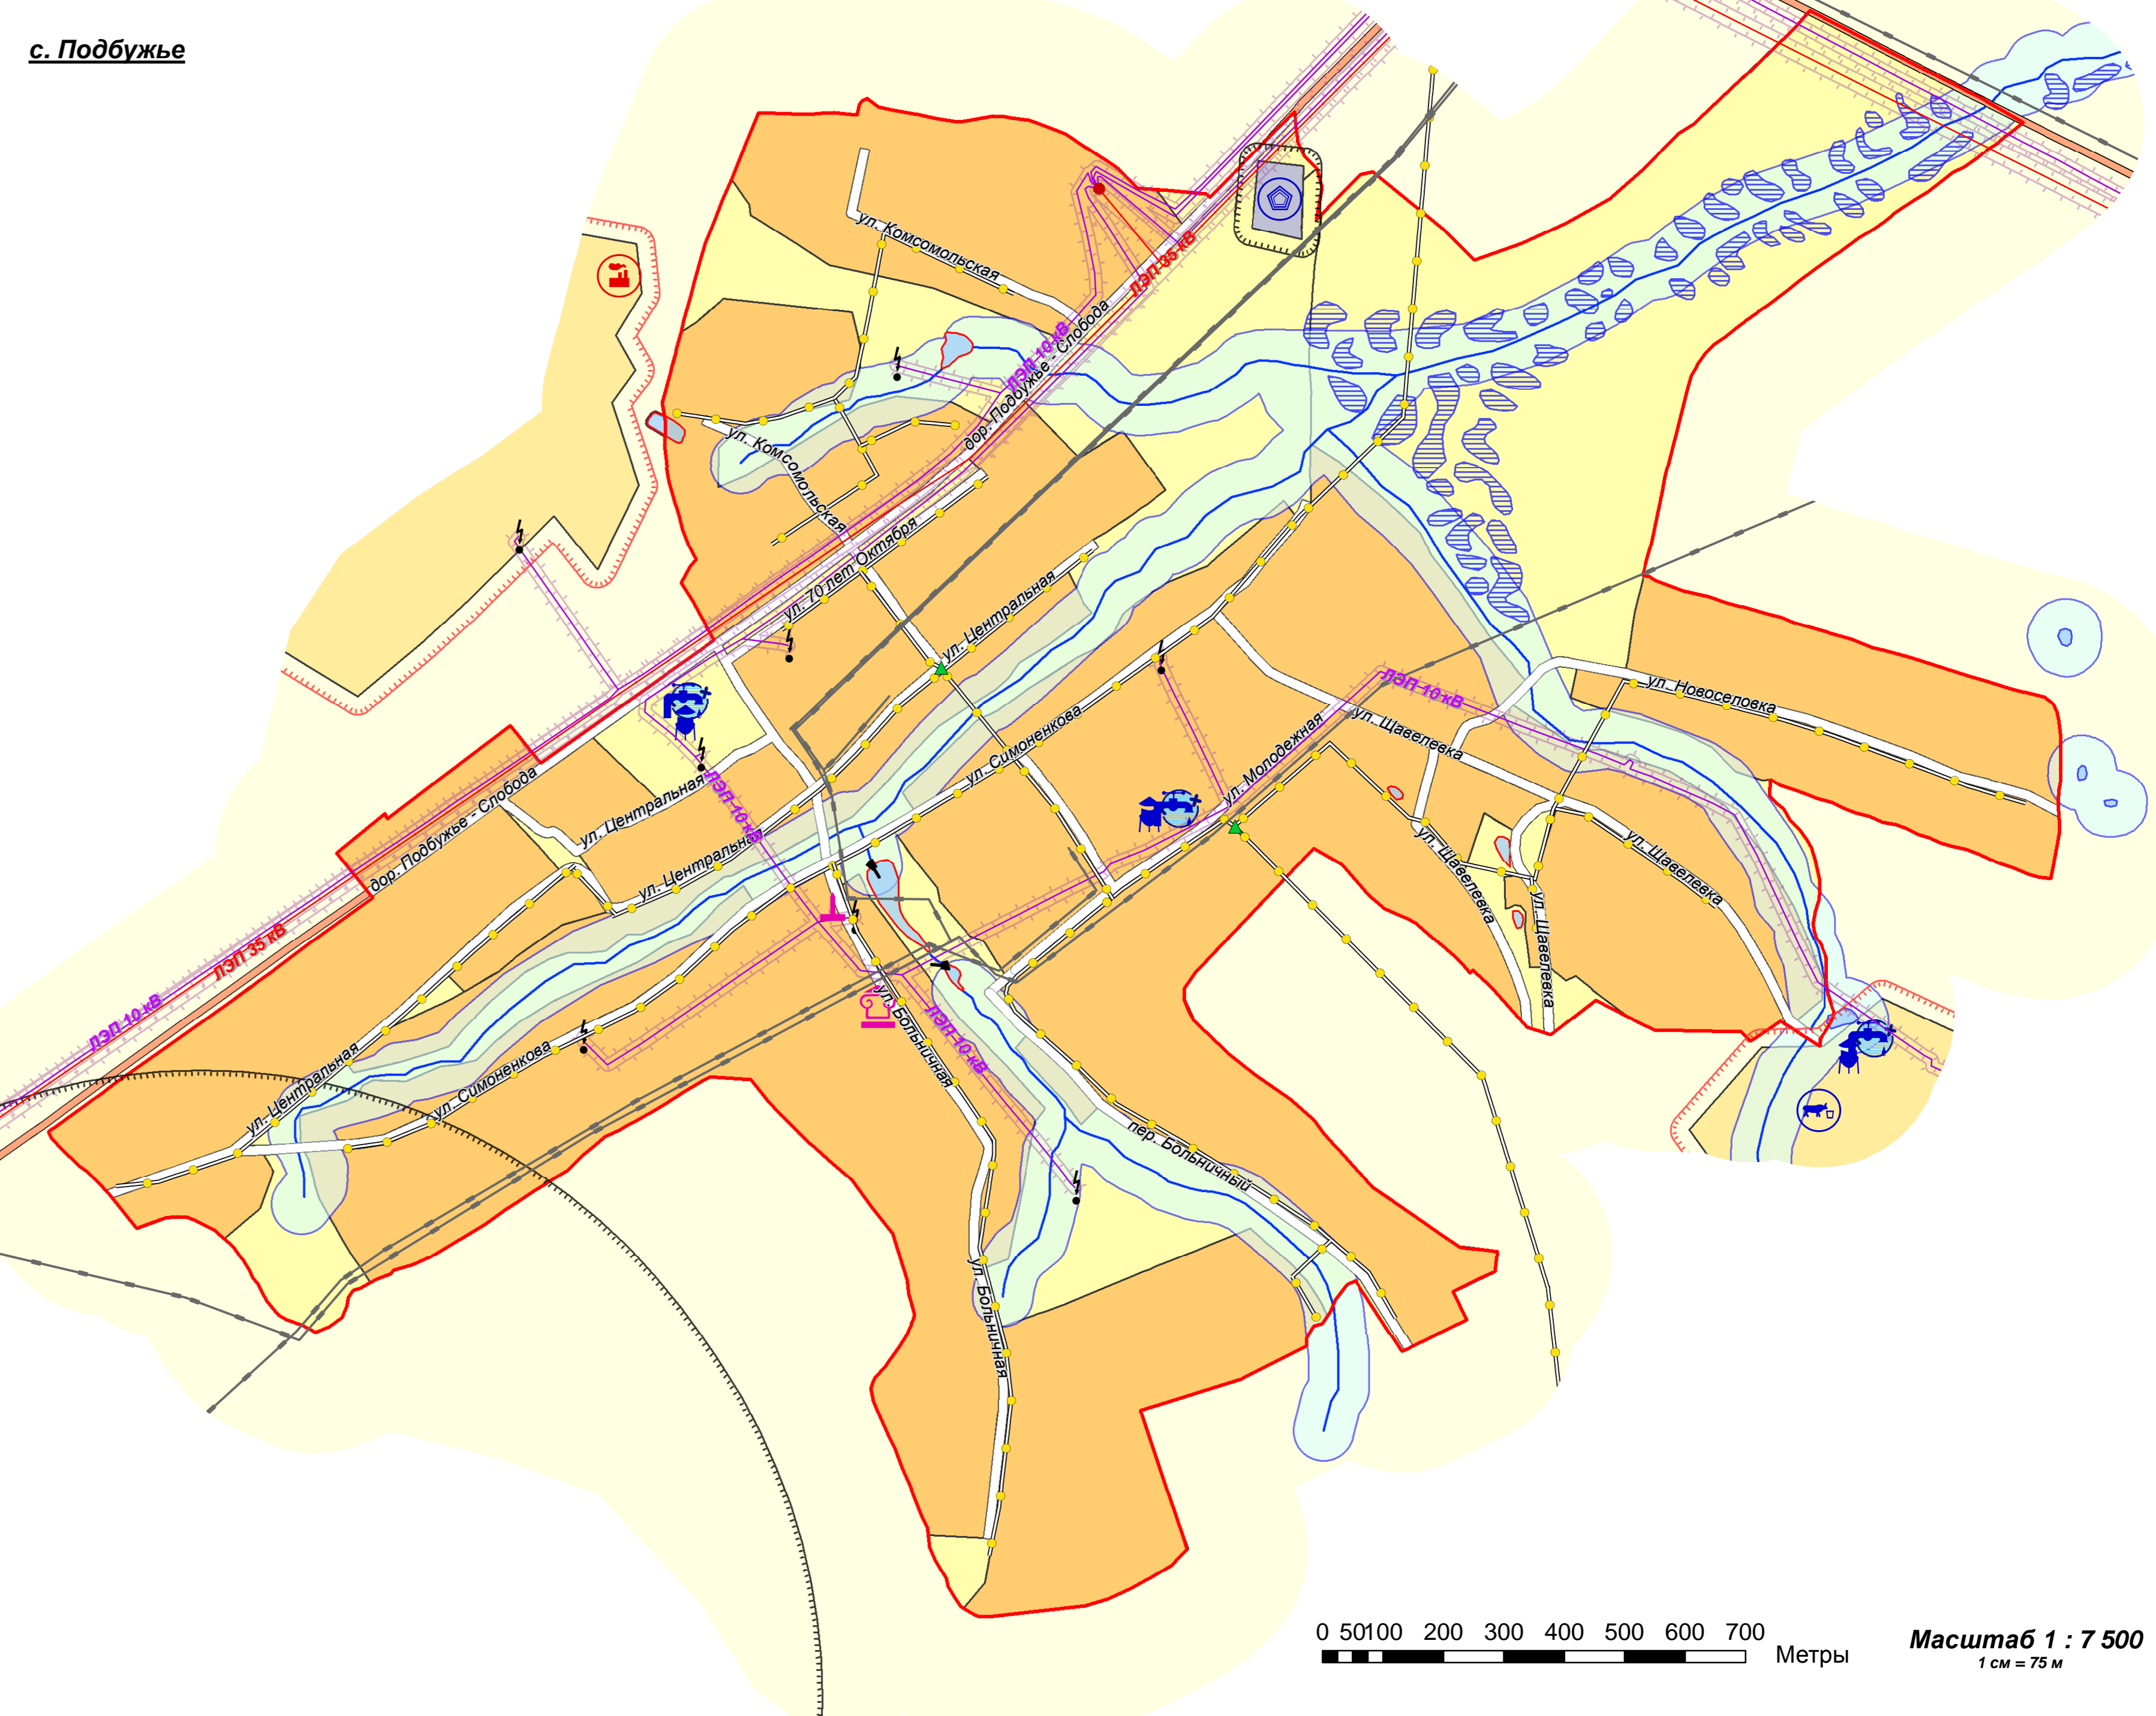 с. Подбужье
ул. Комсомольская
ЛЭП 35 кВ
ЛЭП 10 кВ
дор. Подбужье - Слобода
ул. Комсомольская
ул. 70 лет Октября
ул. Центральная
ул. Симоненкова
ул. Молодежная
ЛЭП 10 кВ
ул. Щавелевка
ул. Новоселовка
дор. Подбужье - Слобода
ул. Центральная
ЛЭП 10 кВ
ул. Центральная
ул. Щавелевка
ул. Щавелевка
ул. Щавелевка
ЛЭП 35 кВ
ЛЭП 10 кВ
ул. Центральная
ул. Симоненкова
ул. Больничная
ЛЭП 10 кВ
пер. Больничный
ул. Больничная
0 50100 200 300 400 500 600 700
Метры
Масштаб 1 : 7 500
1 см = 75 м